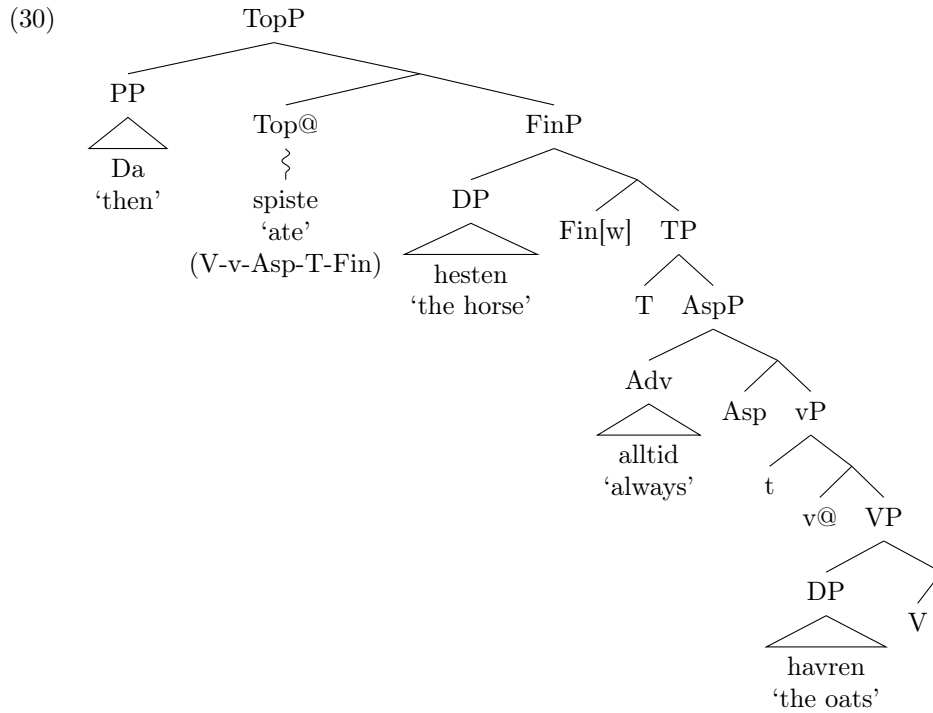 (30)
TopP
PP
Top@
FinP
Da
‘then’
spiste
‘ate’
(V-v-Asp-T-Fin)
DP
Fin[w]
TP
hesten
‘the horse’
T
AspP
Adv
Asp
vP
alltid
‘always’
t
v@
VP
DP
V
havren
‘the oats’